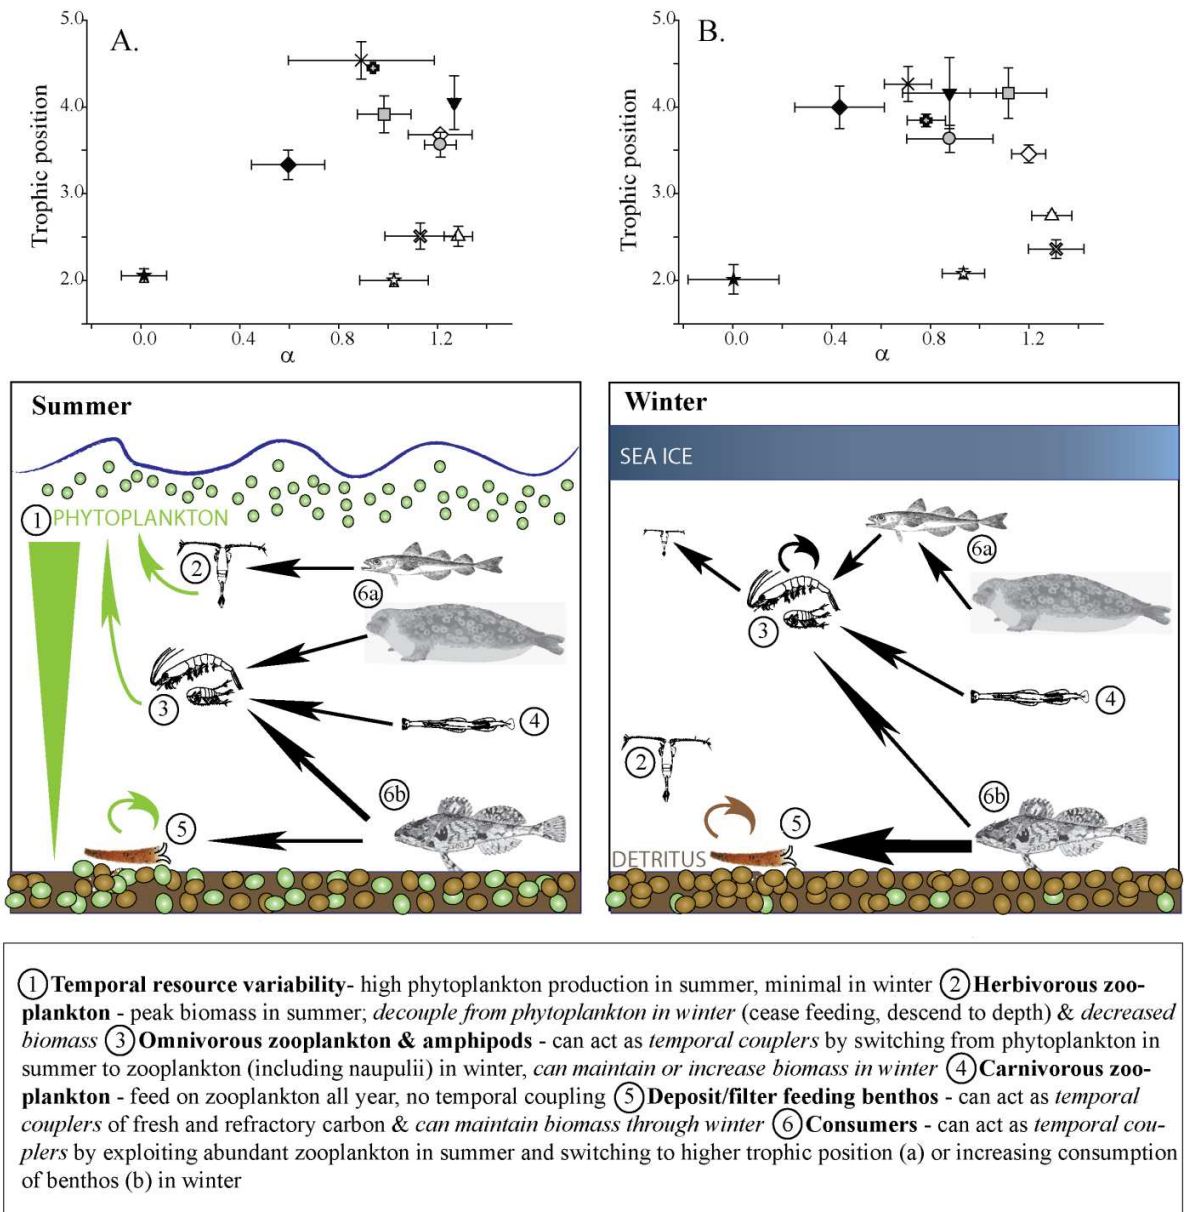 A.
5.0
4.0
3.0
2.0
Trophic position
0.0
0.4
0.8
1.2
α
B.
5.0
4.0
3.0
2.0
Trophic position
0.0
0.4
0.8
1.2
α
Summer
1 PHYTOPLANKTON
2
6a
3
4
6b
5
Winter
SEA ICE
6a
3
4
2
6b
5
DETRITUS
1 Temporal resource variability- high phytoplankton production in summer, minimal in winter 2 Herbivorous zoo-
plankton - peak biomass in summer; decouple from phytoplankton in winter (cease feeding, descend to depth) & decreased
biomass 3 Omnivorous zooplankton & amphipods - can act as temporal couplers by switching from phytoplankton in
summer to zooplankton (including naupulii) in winter, can maintain or increase biomass in winter 4 Carnivorous zoo-
plankton - feed on zooplankton all year, no temporal coupling 5 Deposit/filter feeding benthos - can act as temporal
couplers of fresh and refractory carbon & can maintain biomass through winter 6 Consumers - can act as temporal cou-
plers by exploiting abundant zooplankton in summer and switching to higher trophic position (a) or increasing consumption
of benthos (b) in winter